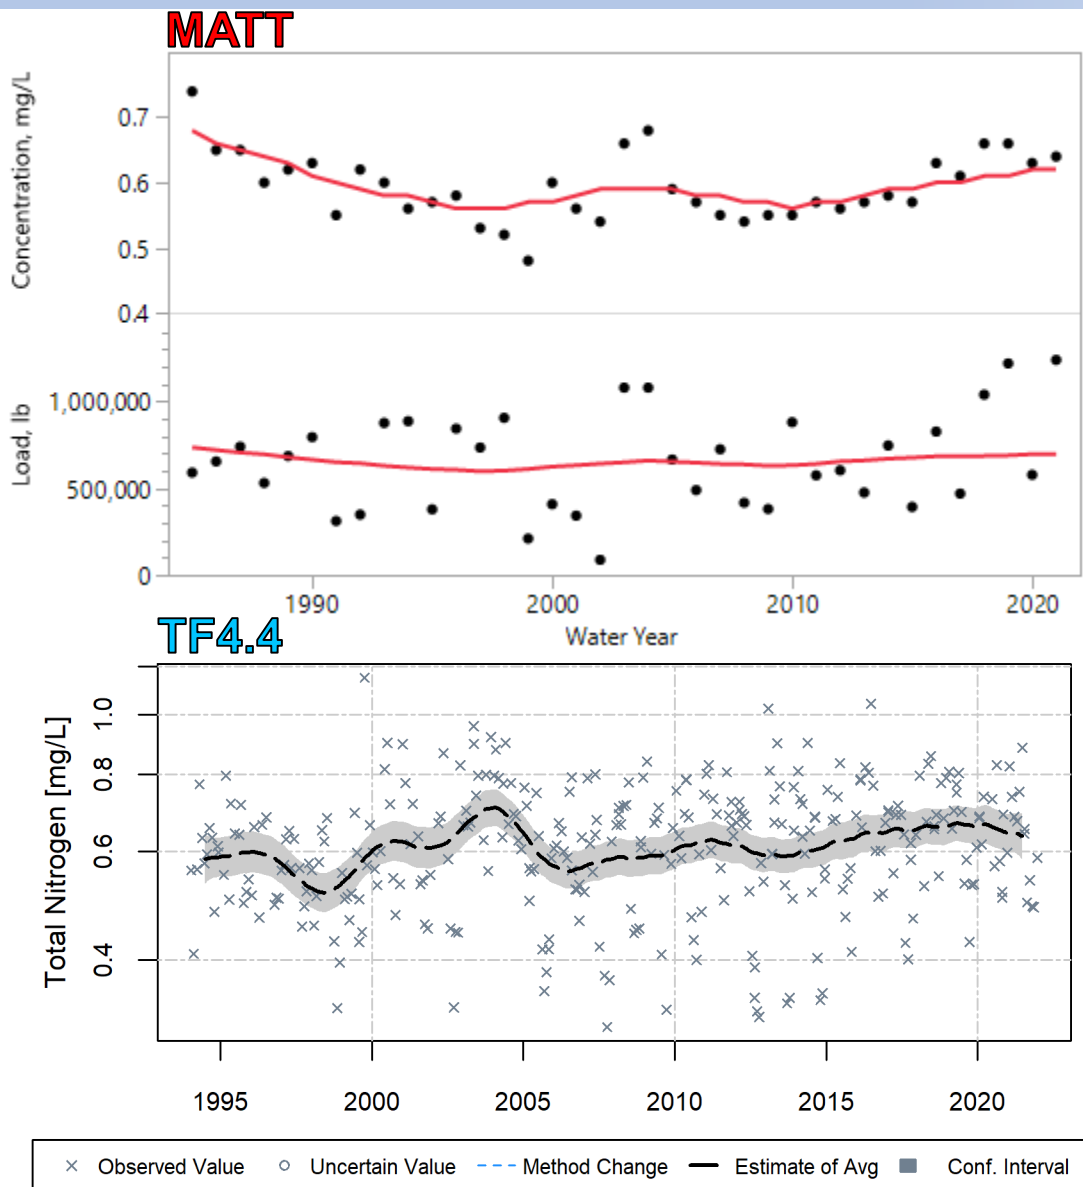 MATT
Concentration, mg/L
0.7
0.6
0.5
0.4
Load, lb
1,000,000
500,000
0
1990 2000 2010 2020
Water Year
TF4.4
Total Nitrogen [mg/L]
1.0
0.8
0.6
0.4
1995 2000 2005 2010 2015 2020
Observed Value Uncertain Value Method Change Estimate of Avg Conf. Interval